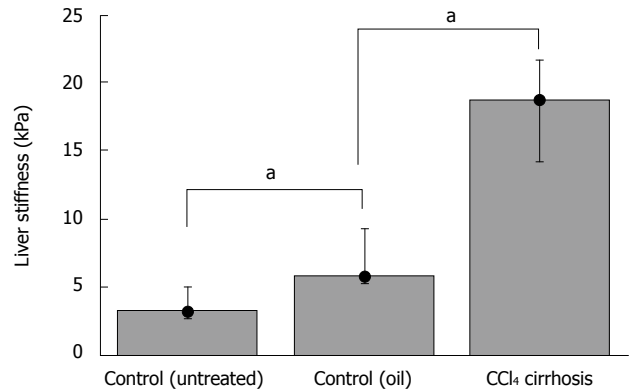 25
20
15
10
5
0
Liver stiffness (kPa)
a
a
Control (untreated)
Control (oil)
CCl₄ cirrhosis